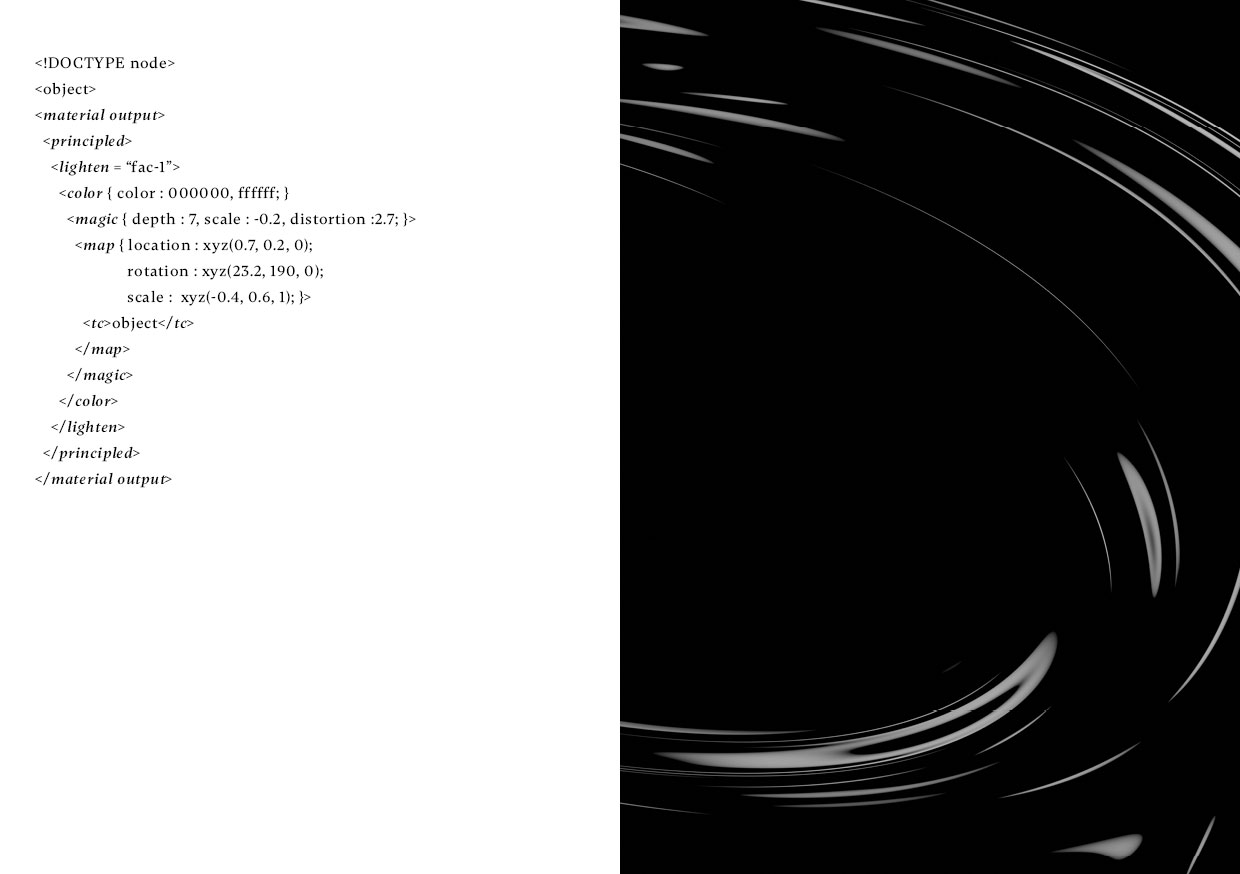 <!DOCTYPE node>
<object>
<material output>
<principled>
<lighten = “fac-1”>
<color { color : 000000, ffffff; }
<magic { depth : 7, scale : -0.2, distortion :2.7; }>
<map { location : xyz(0.7, 0.2, 0);
rotation : xyz(23.2, 190, 0);
scale :  xyz(-0.4, 0.6, 1); }>
<tc>object</tc>
</map>
</magic>
</color>
</lighten>
</principled>
</material output>